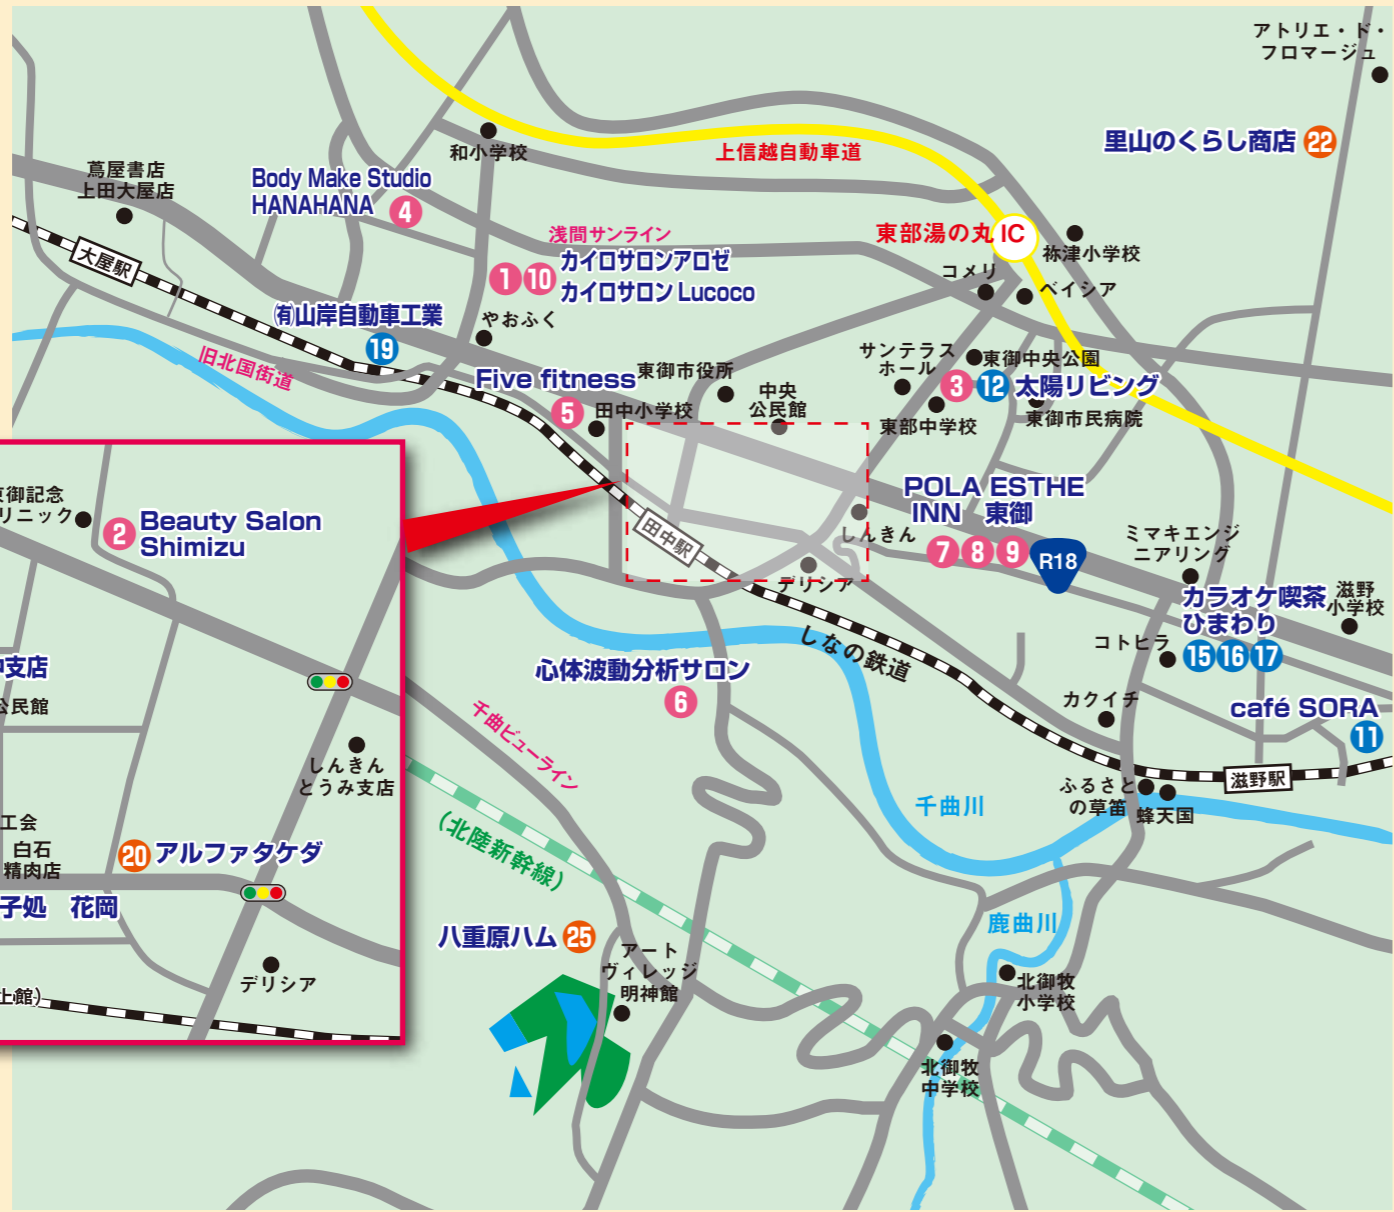 アトリエ・ド・
フロマージュ
里山のくらし商店 22
和小学校
上信越自動車道
蔦屋書店
上田大屋店
Body Make Studio
HANAHANA 4
浅間サンライン
1 10 カイロサロンアロゼ
カイロサロン Lucoco
東部湯の丸 IC
祢津小学校
コメリ
ベイシア
大屋駅
㈲山岸自動車工業
19
やおふく
旧北国街道
サンテラス
ホール
東御中央公園
3 12 太陽リビング
東部中学校
東御市民病院
Five fitness
5
東御市役所
田中小学校
中央
公民館
POLA ESTHE
INN 東御
7 8 9
R18
しんきん
田中駅
デリシア
ミマキエンジ
ニアリング
カラオケ喫茶
ひまわり
15 16 17
滋野
小学校
コトヒラ
しなの鉄道
心体波動分析サロン
6
カクイチ
café SORA
11
滋野駅
ふるさと
の草笛
蜂天国
千曲川
千曲ビューライン
(北陸新幹線)
鹿曲川
八重原ハム 25
アート
ヴィレッジ
明神館
北御牧
小学校
北御牧
中学校
御記念
リニック
2 Beauty Salon
Shimizu
支店
公民館
しんきん
とうみ支店
工会
白石
精肉店
20 アルファタケダ
子処 花岡
デリシア
上館)